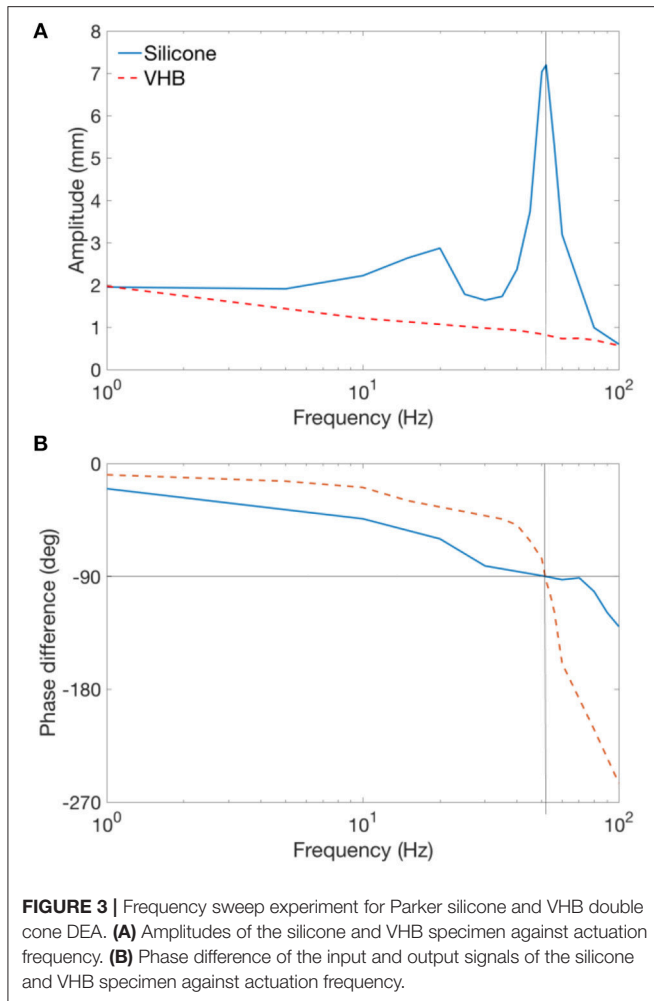 A
8
7
6
5
4
3
2
1
0
Amplitude (mm)
Silicone
VHB
10^0
10^1
10^2
Frequency (Hz)
B
0
-90
-180
-270
Phase difference (deg)
10^0
10^1
10^2
Frequency (Hz)
FIGURE 3 | Frequency sweep experiment for Parker silicone and VHB double
cone DEA. (A) Amplitudes of the silicone and VHB specimen against actuation
frequency. (B) Phase difference of the input and output signals of the silicone
and VHB specimen against actuation frequency.